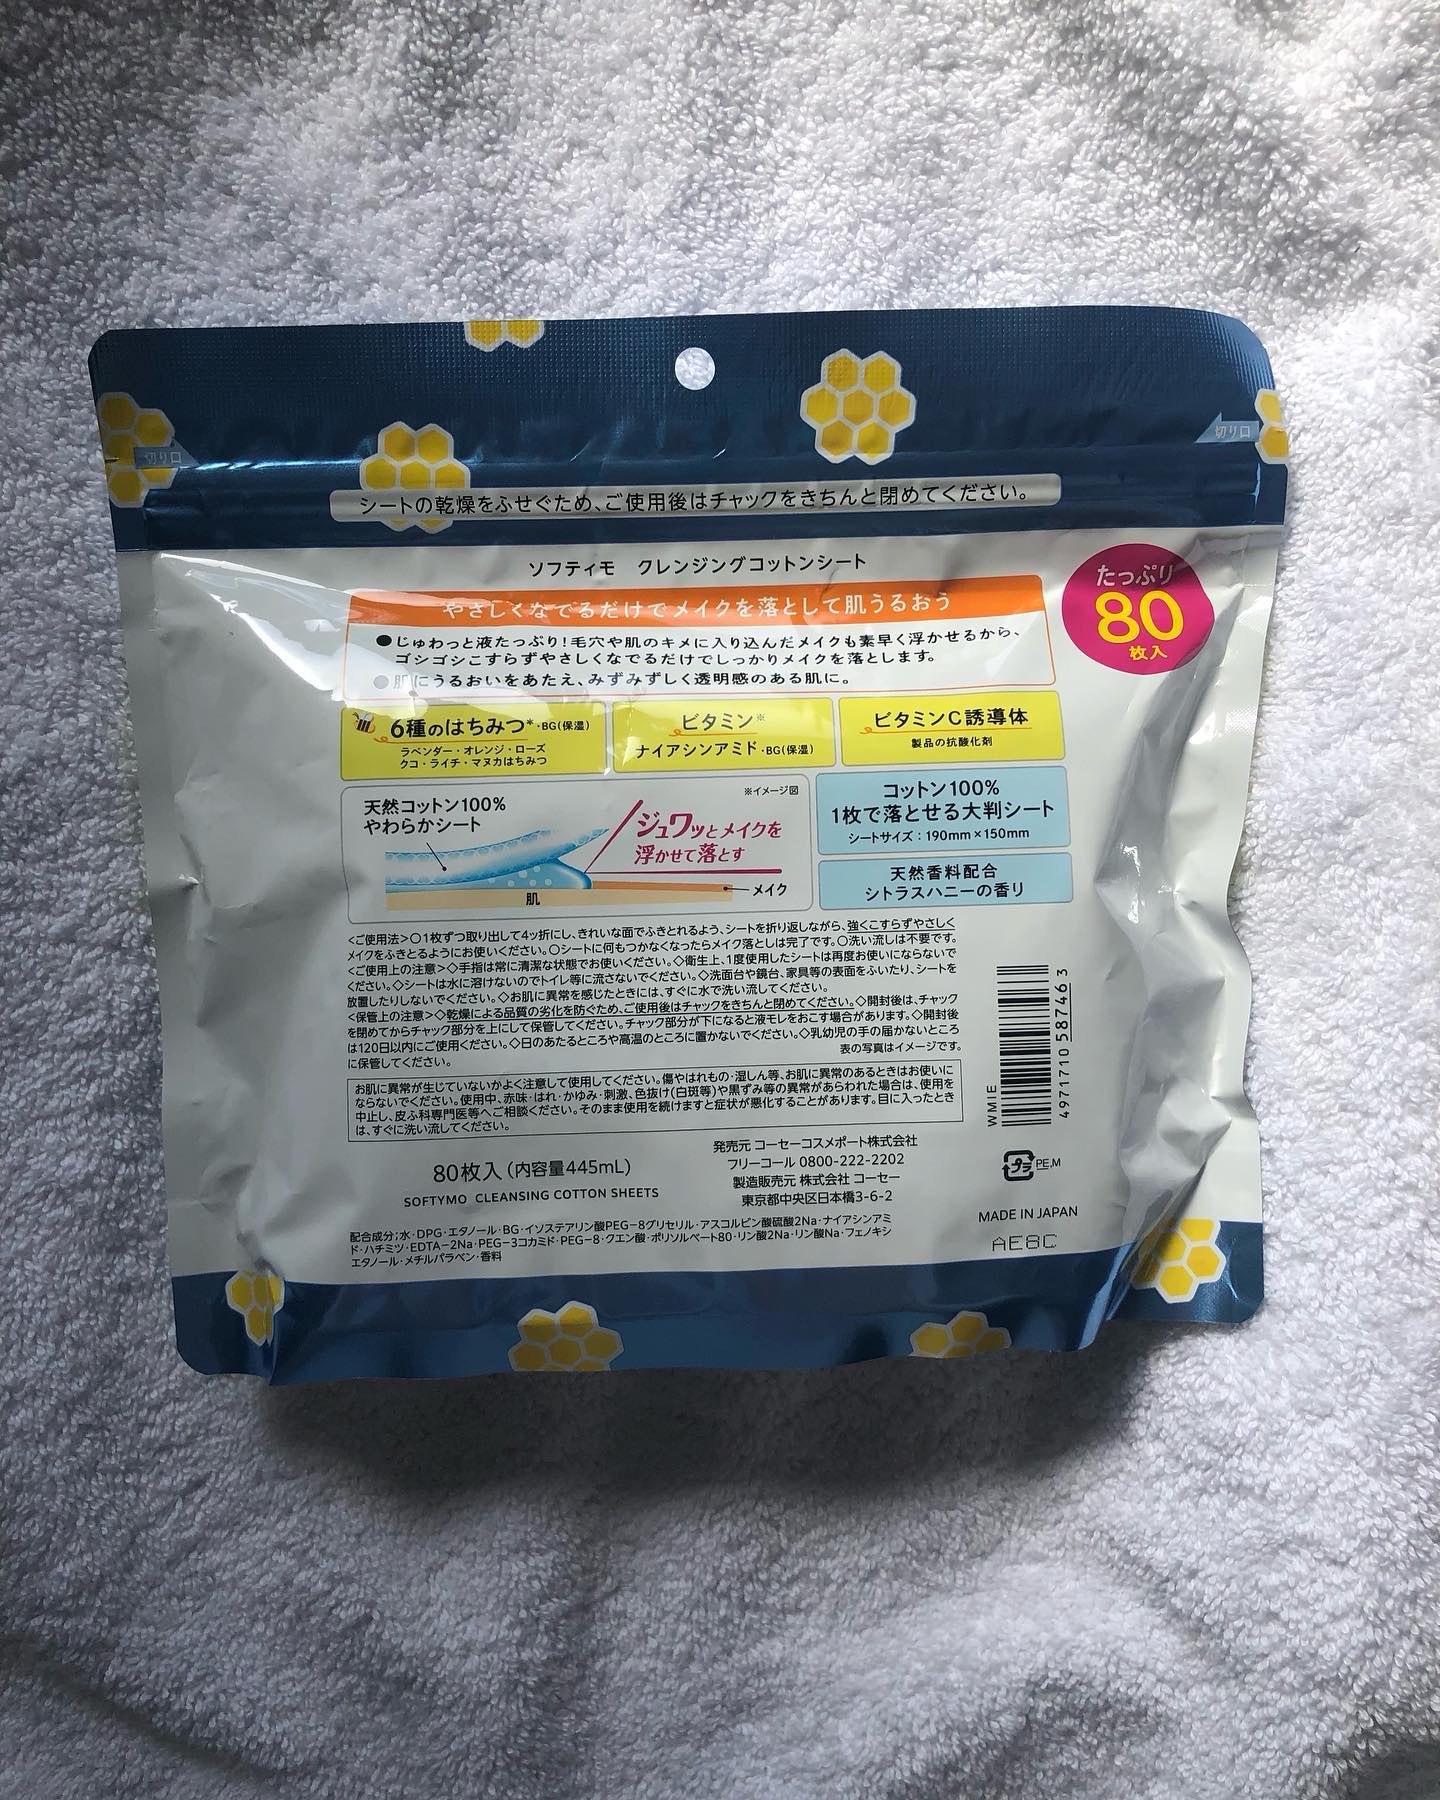 切り口
切り口
シートの乾燥をふせぐため、ご使用後はチャックをきちんと閉めてください。
ソフティモ クレンジングコットンシート
たっぷり
80
枚入
やさしくなでるだけでメイクを落として肌うるおう
●じゅわっと液たっぷり!毛穴や肌のキメに入り込んだメイクも素早く浮かせるから、
ゴシゴシこすらずやさしくなでるだけでしっかりメイクを落とします。
●肌にうるおいをあたえ、みずみずしく透明感のある肌に。
6種のはちみつ*・BG(保湿)
ラベンダー・オレンジ・ローズ
クコ・ライチ・マヌカはちみつ
ビタミン※
ナイアシンアミド・BG(保湿)
ビタミンC誘導体
製品の抗酸化剤
天然コットン100%
やわらかシート
※イメージ図
ジュワッとメイクを
浮かせて落とす
メイク
肌
コットン100%
1枚で落とせる大判シート
シートサイズ:190mm×150mm
天然香料配合
シトラスハニーの香り
<ご使用法>○1枚ずつ取り出して4ッ折にし、きれいな面でふきとれるよう、シートを折り返しながら、強くこすらずやさしく
メイクをふきとるようにお使いください。○シートに何もつかなくなったらメイク落としは完了です。○洗い流しは不要です。
<ご使用上の注意>◇手指は常に清潔な状態でお使いください。◇衛生上、1度使用したシートは再度お使いにならないで
ください。◇シートは水に溶けないのでトイレ等に流さないでください。◇洗面台や鏡台、家具等の表面をふいたり、シートを
放置したりしないでください。◇お肌に異常を感じたときには、すぐに水で洗い流してください。
<保管上の注意>◇乾燥による品質の劣化を防ぐため、ご使用後はチャックをきちんと閉めてください。◇開封後は、チャック
を閉めてからチャック部分を上にして保管してください。チャック部分が下になると液モレをおこす場合があります。◇開封後
は120日以内にご使用ください。◇日のあたるところや高温のところに置かないでください。◇乳幼児の手の届かないところ
に保管してください。
表の写真はイメージです。
お肌に異常が生じていないかよく注意して使用してください。傷やはれもの・湿しん等、お肌に異常のあるときはお使いに
ならないでください。使用中、赤味・はれ・かゆみ・刺激、色抜け(白斑等)や黒ずみ等の異常があらわれた場合は、使用を
中止し、皮ふ科専門医等へご相談ください。そのまま使用を続けますと症状が悪化することがあります。目に入ったとき
は、すぐに洗い流してください。
WMIE
4971710587463
80枚入(内容量445mL)
SOFTYMO CLEANSING COTTON SHEETS
発売元 コーセーコスメポート株式会社
フリーコール 0800-222-2202
製造販売元 株式会社 コーセー
東京都中央区日本橋3-6-2
プラ
PE,M
MADE IN JAPAN
AE8C
配合成分;水・DPG・エタノール・BG・イソステアリン酸PEG-8グリセリル・アスコルビン酸硫酸2Na・ナイアシンアミ
ド・ハチミツ・EDTA-2Na・PEG-3コカミド・PEG-8・クエン酸・ポリソルベート80・リン酸2Na・リン酸Na・フェノキシ
エタノール・メチルパラベン・香料